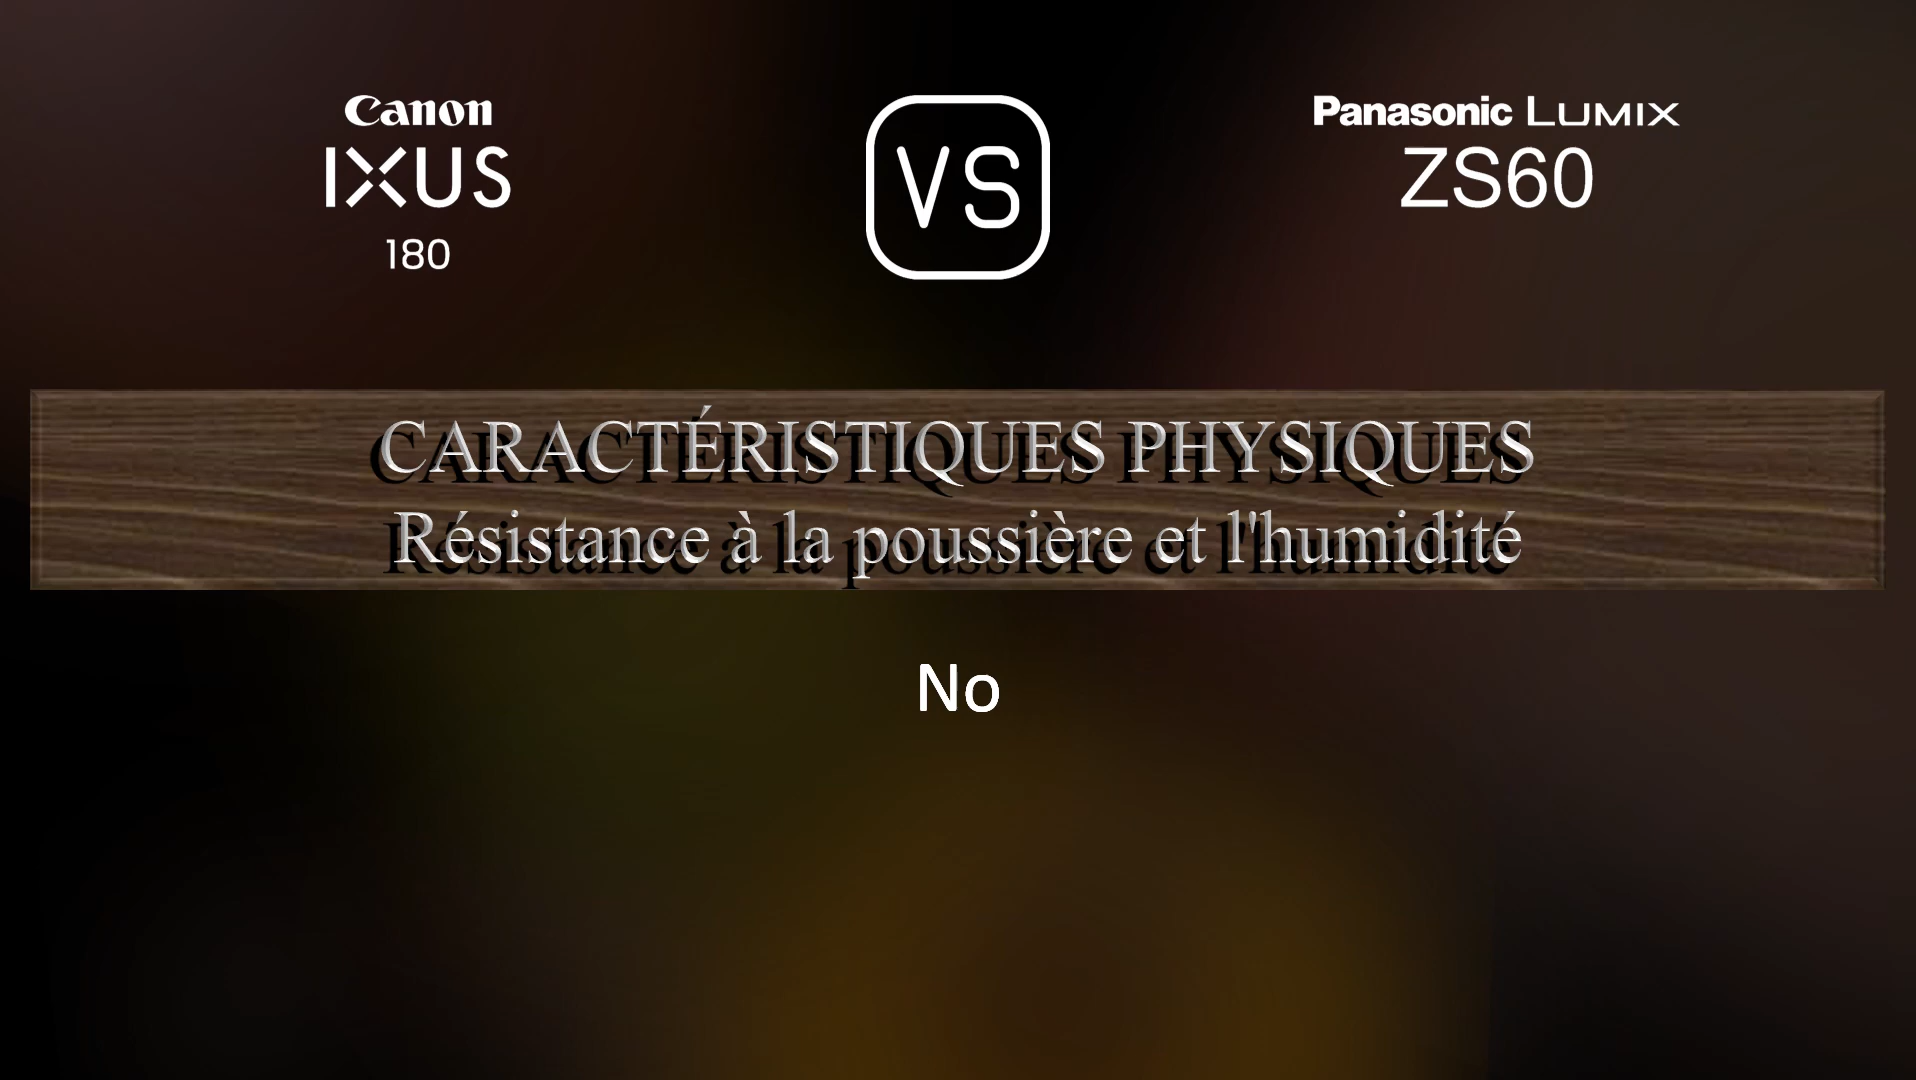 Canon
IXUS
180
VS
Panasonic LUMIX
ZS60
CARACTÉRISTIQUES PHYSIQUES
Résistance à la poussière et l'humidité
No